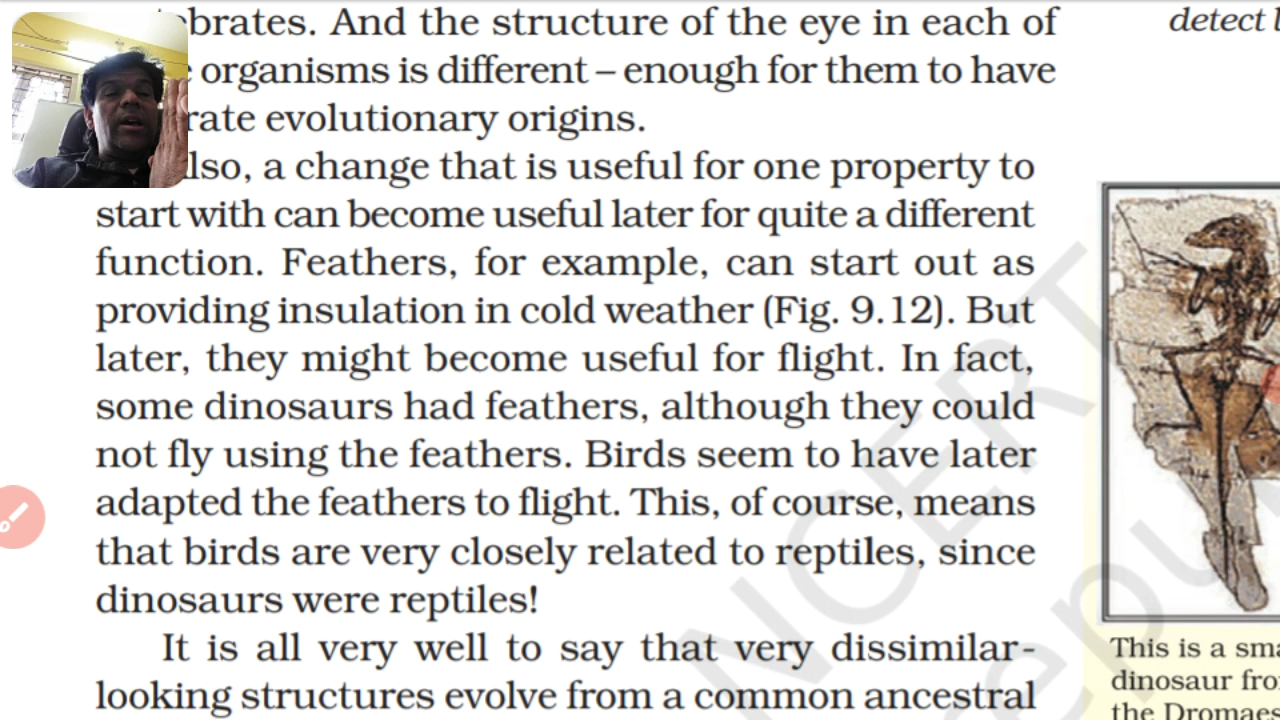 brates. And the structure of the eye in each of
organisms is different – enough for them to have
rate evolutionary origins.
lso, a change that is useful for one property to
start with can become useful later for quite a different
function. Feathers, for example, can start out as
providing insulation in cold weather (Fig. 9.12). But
later, they might become useful for flight. In fact,
some dinosaurs had feathers, although they could
not fly using the feathers. Birds seem to have later
adapted the feathers to flight. This, of course, means
that birds are very closely related to reptiles, since
dinosaurs were reptiles!
It is all very well to say that very dissimilar-
looking structures evolve from a common ancestral
detect
This is a sma
dinosaur fro
the Dromaes
NCERT
epu